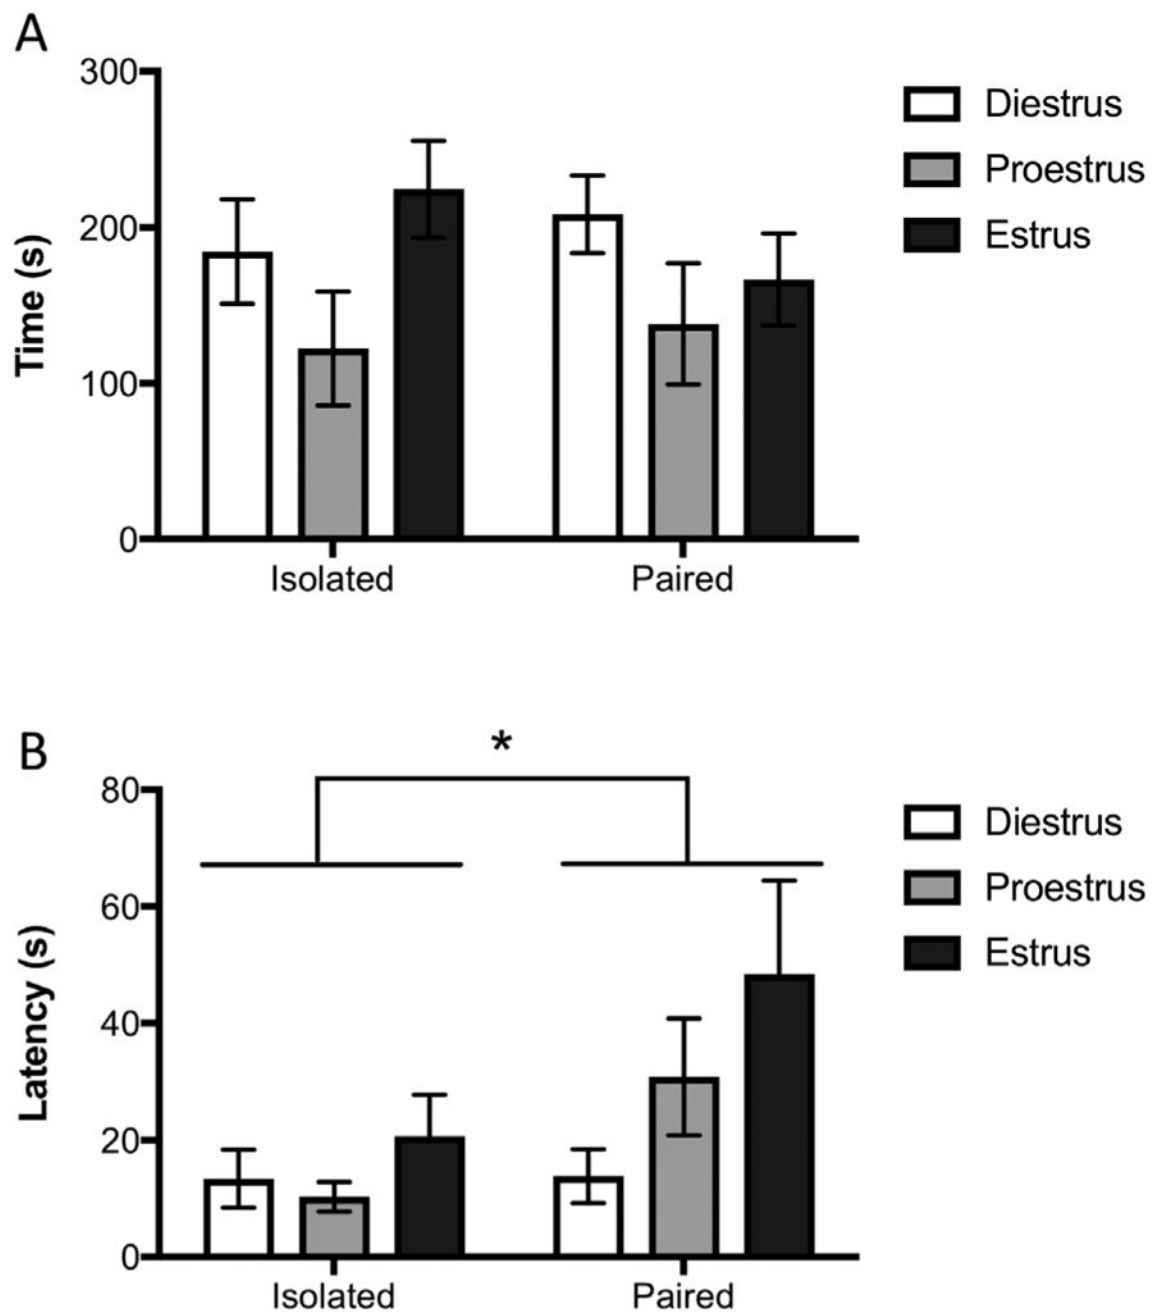 A
300
200
100
0
Time (s)
Isolated Paired
Diestrus
Proestrus
Estrus
B
*
80
60
40
20
0
Latency (s)
Isolated Paired
Diestrus
Proestrus
Estrus